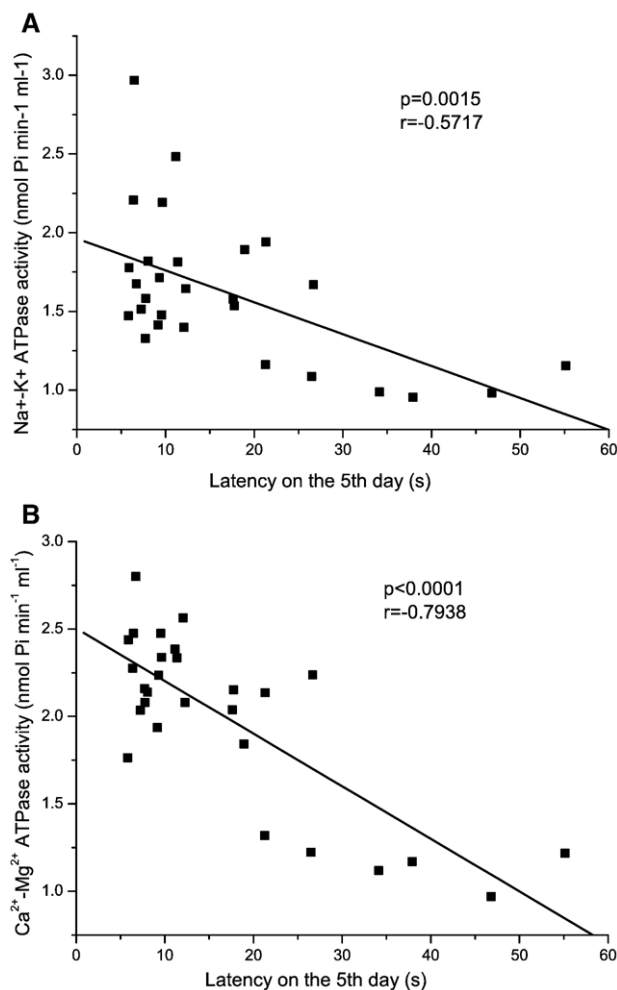 A
Na+-K+ ATPase activity (nmol Pi min-1 ml-1)
3.0
2.5
2.0
1.5
1.0
p=0.0015
r=-0.5717
0 10 20 30 40 50 60
Latency on the 5th day (s)
B
Ca²⁺-Mg²⁺ ATPase activity (nmol Pi min⁻¹ ml⁻¹)
3.0
2.5
2.0
1.5
1.0
p<0.0001
r=-0.7938
0 10 20 30 40 50 60
Latency on the 5th day (s)